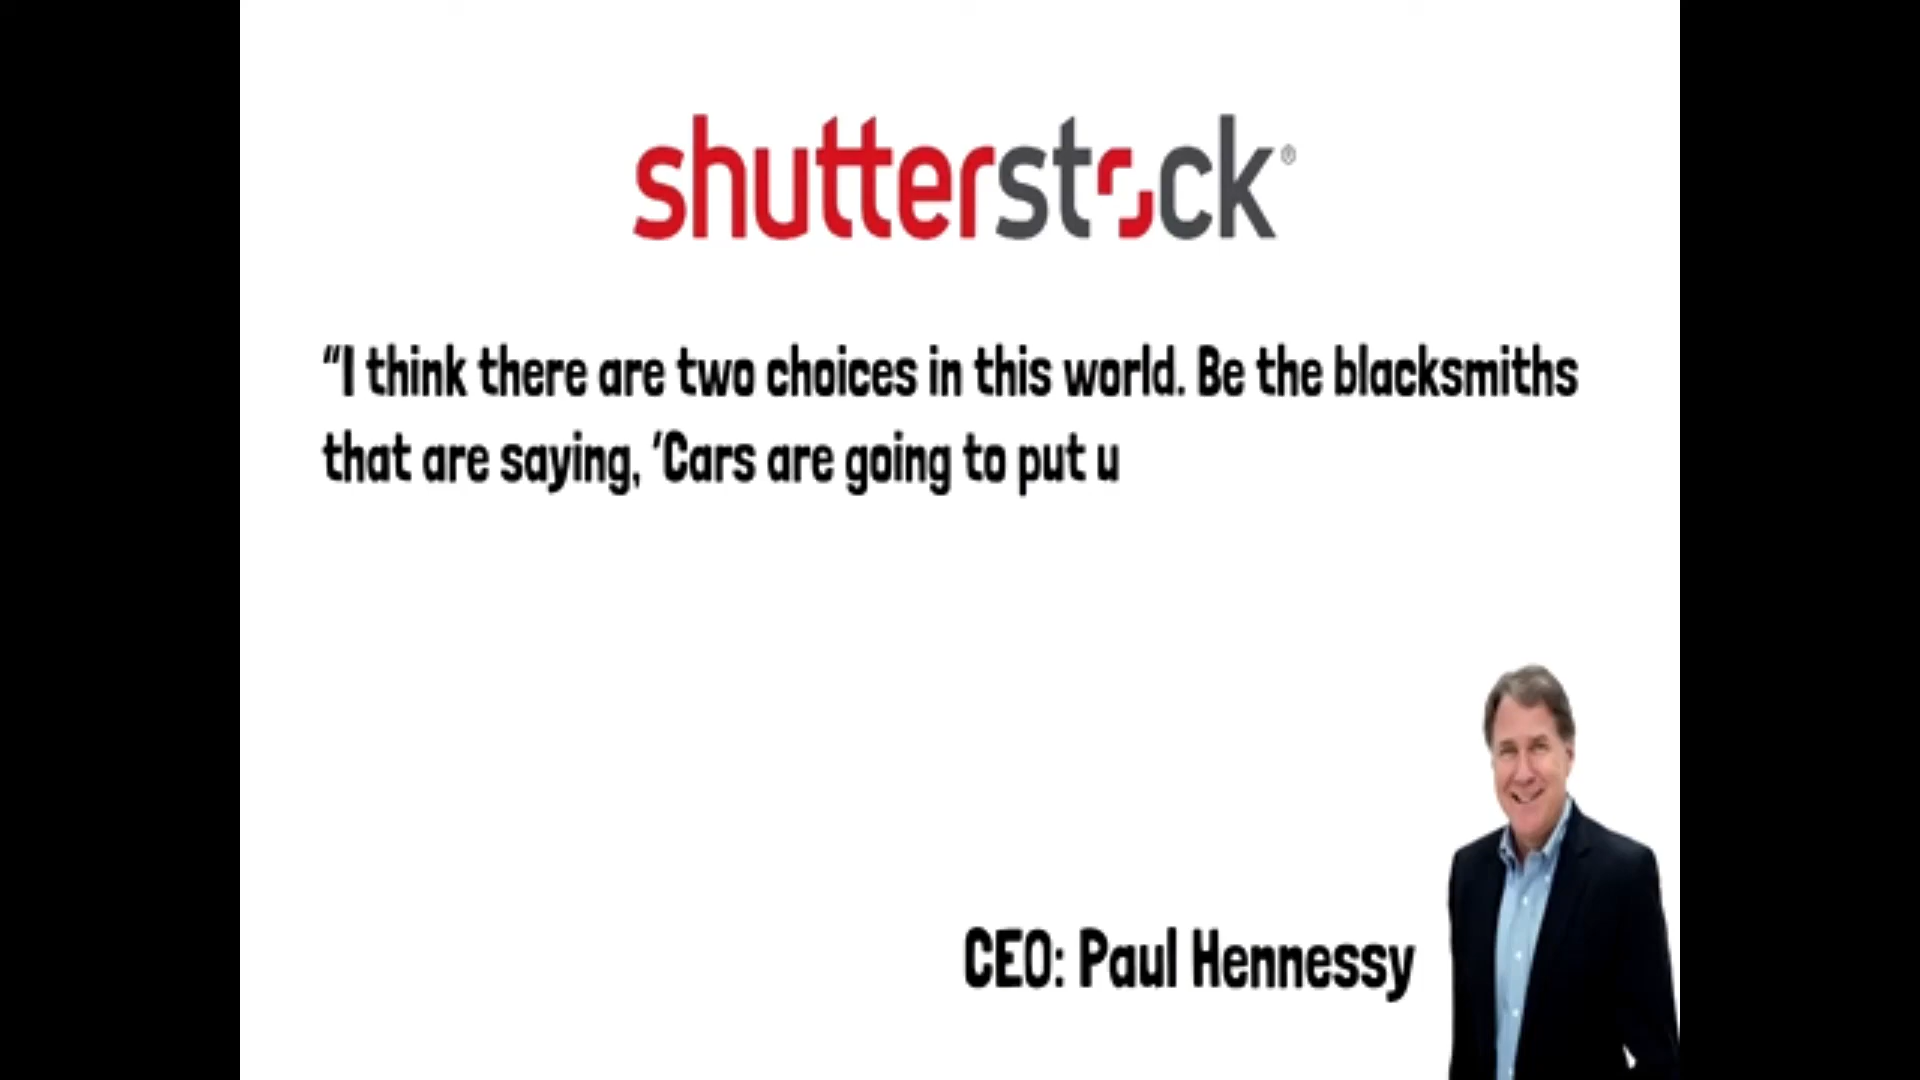 shutterstock®
“I think there are two choices in this world. Be the blacksmiths
that are saying, ‘Cars are going to put u
CEO: Paul Hennessy